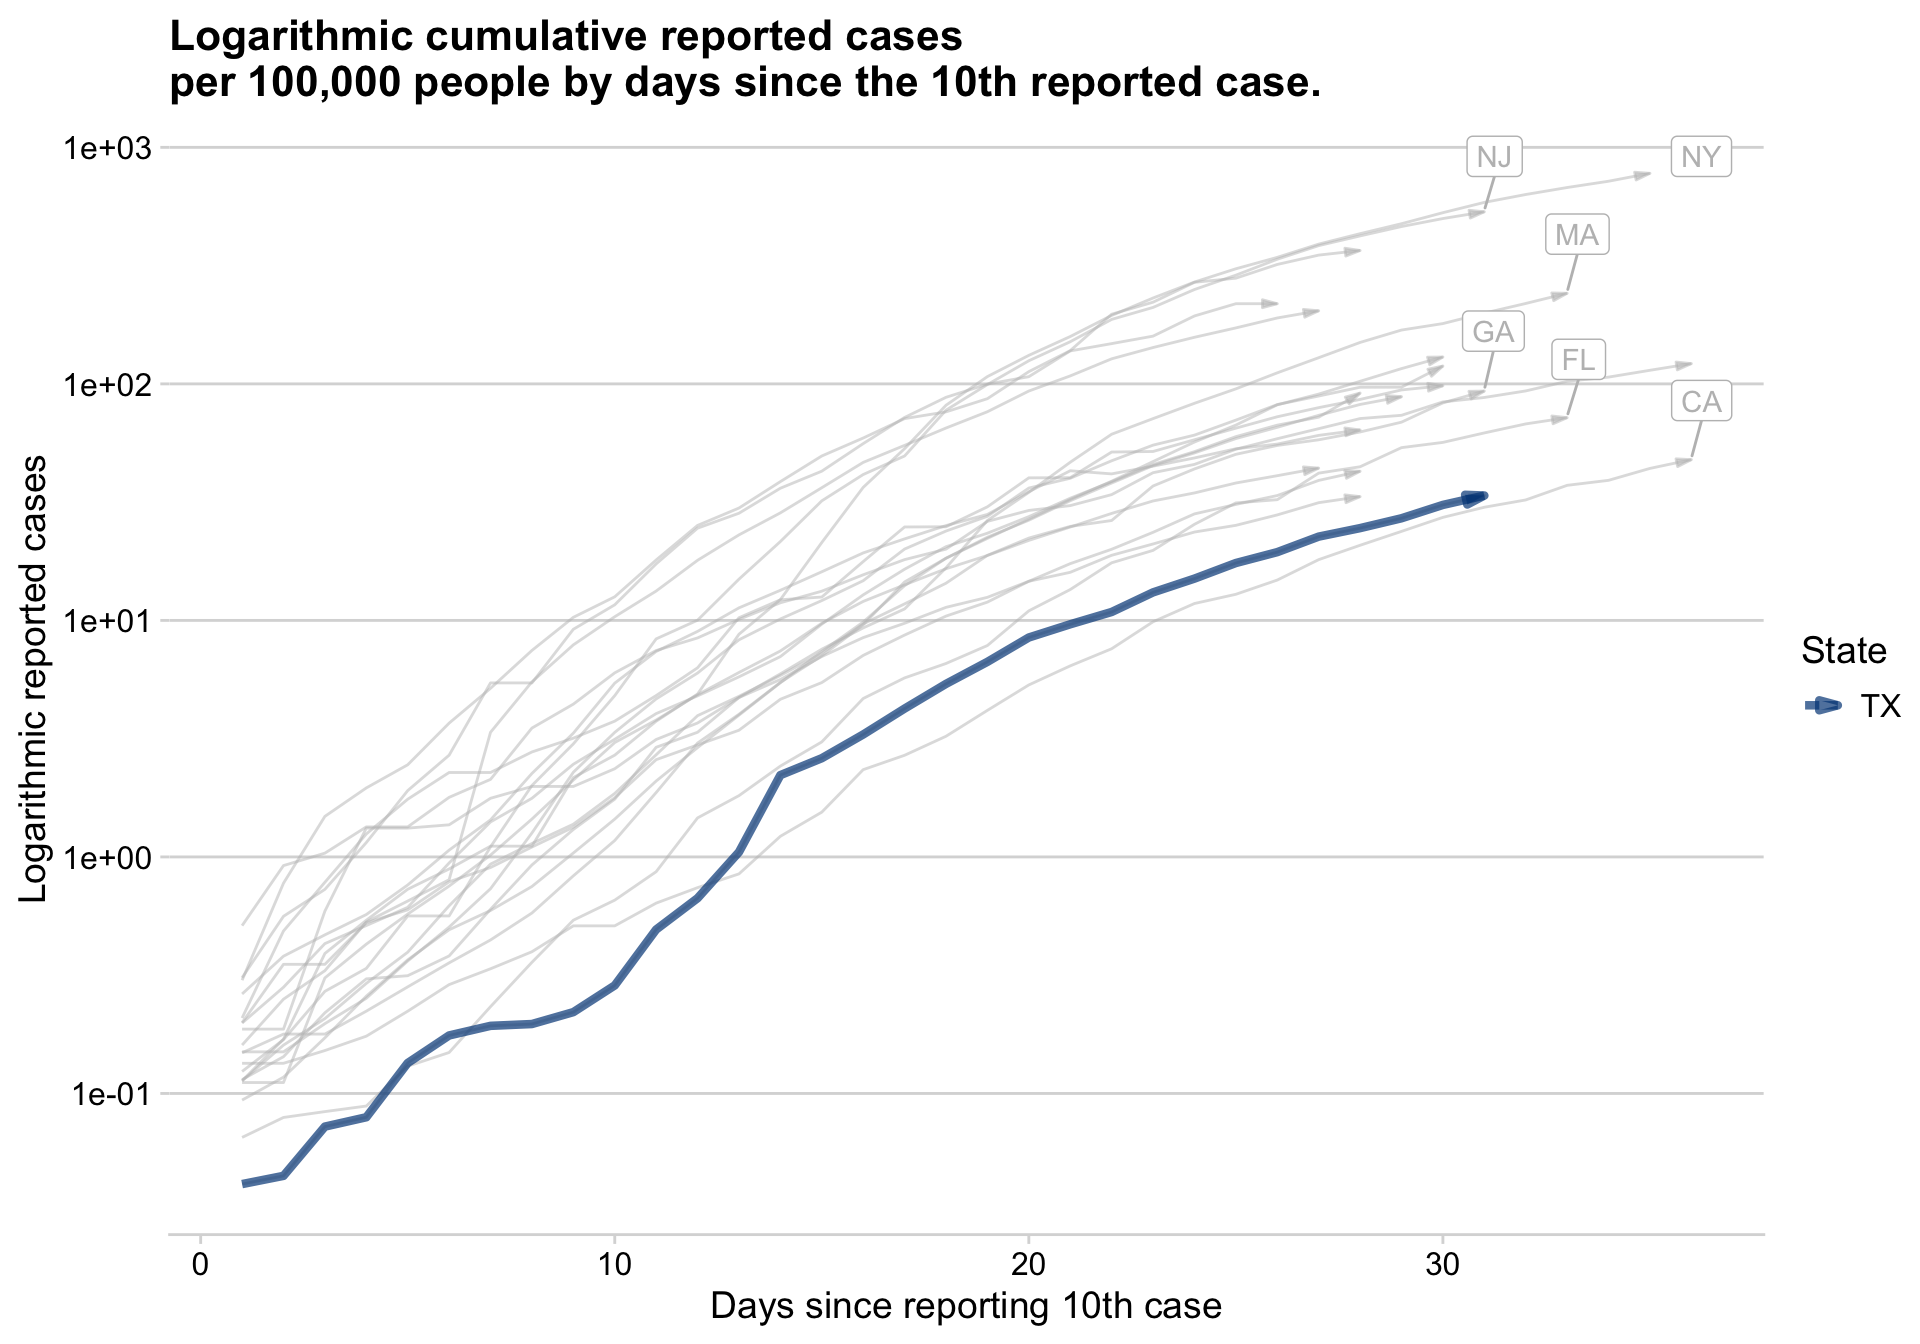 Logarithmic cumulative reported cases
per 100,000 people by days since the 10th reported case.
1e+03
1e+02
1e+01
1e+00
1e-01
Logarithmic reported cases
NJ
NY
MA
GA
FL
CA
State
TX
0
10
20
30
Days since reporting 10th case